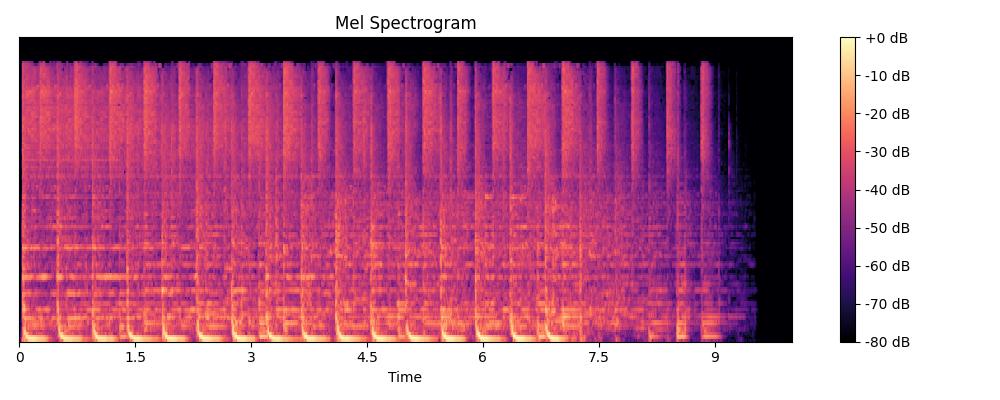 Mel Spectrogram
+0 dB
-10 dB
-20 dB
-30 dB
-40 dB
-50 dB
-60 dB
-70 dB
-80 dB
0
1.5
3
4.5
6
7.5
9
Time